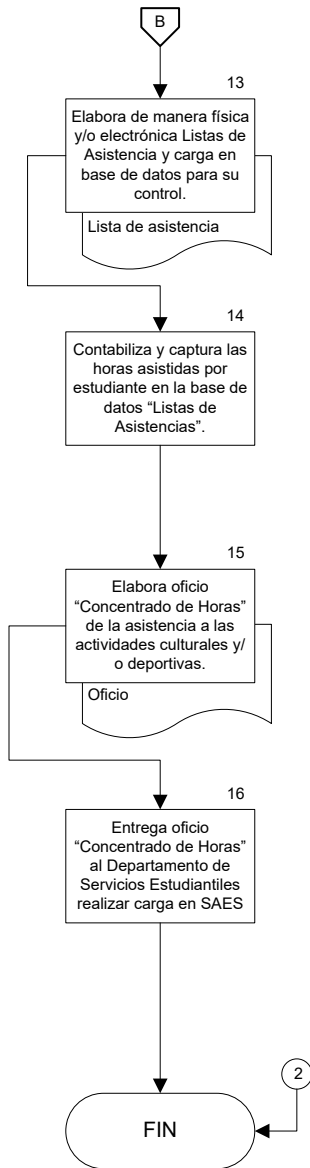 B
13
Elabora de manera física
y/o electrónica Listas de
Asistencia y carga en
base de datos para su
control.
Lista de asistencia
14
Contabiliza y captura las
horas asistidas por
estudiante en la base de
datos “Listas de
Asistencias”.
15
Elabora oficio
“Concentrado de Horas”
de la asistencia a las
actividades culturales y/
o deportivas.
Oficio
16
Entrega oficio
“Concentrado de Horas”
al Departamento de
Servicios Estudiantiles
realizar carga en SAES
2
FIN